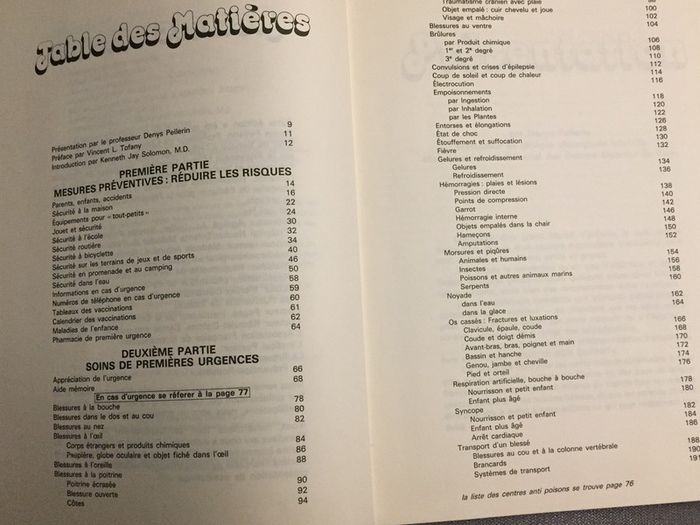 Table des Matières
Présentation par le professeur Denys Pellerin 9
Préface par Vincent L. Tofany 11
Introduction par Kenneth Jay Solomon, M.D. 12
PREMIÈRE PARTIE
MESURES PRÉVENTIVES : RÉDUIRE LES RISQUES
Parents, enfants, accidents 14
Sécurité à la maison 16
Équipements pour « tout-petits » 22
Jouet et sécurité 24
Sécurité à l'école 30
Sécurité routière 32
Sécurité à bicyclette 34
Sécurité sur les terrains de jeux et de sports 40
Sécurité en promenade et au camping 46
Sécurité dans l'eau 50
Informations en cas d'urgence 58
Numéros de téléphone en cas d'urgence 59
Tableaux des vaccinations 60
Calendrier des vaccinations 61
Maladies de l'enfance 62
Pharmacie de première urgence 64
DEUXIÈME PARTIE
SOINS DE PREMIÈRES URGENCES
Appréciation de l'urgence 66
Aide mémoire 68
En cas d'urgence se référer à la page 77
Blessures à la bouche 78
Blessures dans le dos et au cou 80
Blessures au nez 82
Blessures à l'œil
Corps étrangers et produits chimiques 84
Paupière, globe oculaire et objet fiché dans l'œil 86
Blessures à l'oreille 88
Blessures à la poitrine
Poitrine écrasée 90
Blessure ouverte 92
Côtes 94
Traumatisme crânien avec plaie
Objet empalé : cuir chevelu et joue 100
Visage et mâchoire 102
Blessures au ventre 104
Brûlures
par Produit chimique 106
1er et 2e degré 108
3e degré 110
Convulsions et crises d'épilepsie 112
Coup de soleil et coup de chaleur 114
Électrocution 116
Empoisonnements
par Ingestion 118
par Inhalation 120
par les Plantes 122
Entorses et élongations 126
État de choc 128
Étouffement et suffocation 130
Fièvre 132
Gelures et refroidissement
Gelures 134
Refroidissement 136
Hémorragies : plaies et lésions
Pression directe 138
Points de compression 140
Garrot 142
Hémorragie interne 146
Objets empalés dans la chair 148
Hameçons 150
Amputations 152
Morsures et piqûres
Animales et humains 154
Insectes 156
Poissons et autres animaux marins 158
Serpents 160
Noyade
dans l'eau 162
dans la glace 164
Os cassés : Fractures et luxations
Clavicule, épaule, coude 166
Coude et doigt démis 168
Avant-bras, bras, poignet et main 170
Bassin et hanche 172
Genou, jambe et cheville 174
Pied et orteil 176
Respiration artificielle, bouche à bouche
Nourrisson et petit enfant 178
Enfant plus âgé 180
Syncope
Nourrisson et petit enfant 182
Enfant plus âgé 184
Arrêt cardiaque 186
Transport d'un blessé
Blessures au cou et à la colonne vertébrale 188
Brancards 190
Systèmes de transport 191
la liste des centres anti poisons se trouve page 76